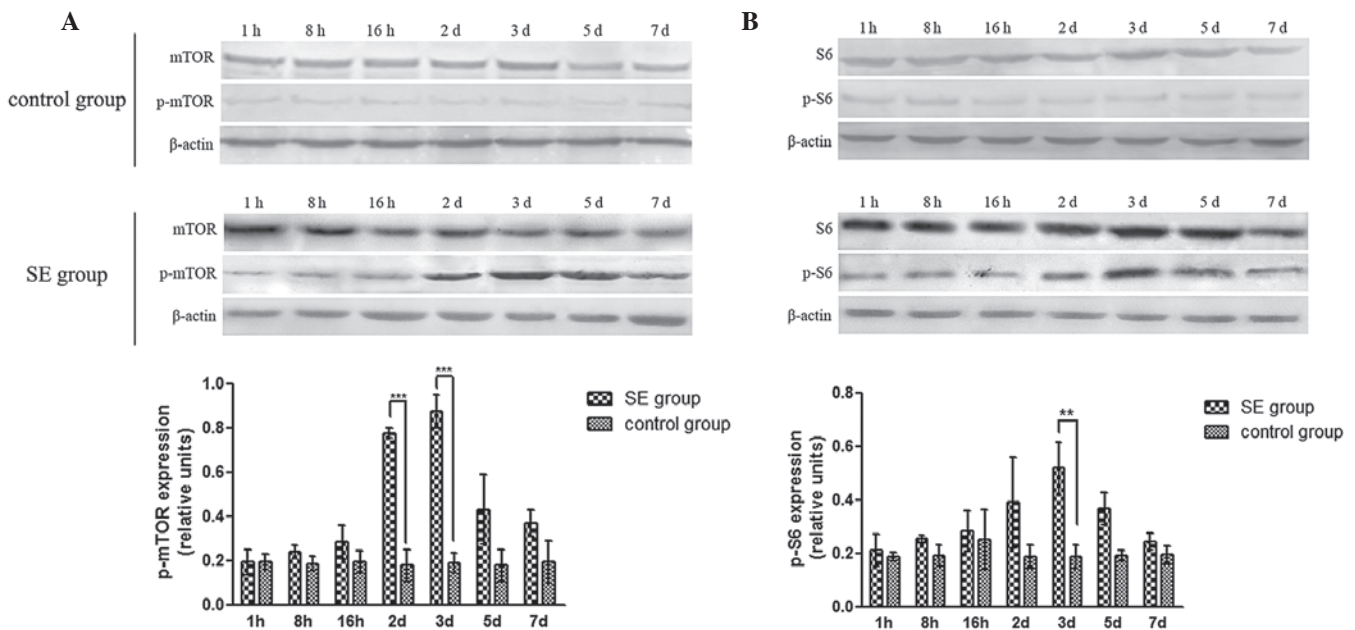 A
1 h 8 h 16 h 2 d 3 d 5 d 7 d
control group
mTOR
p-mTOR
β-actin
1 h 8 h 16 h 2 d 3 d 5 d 7 d
SE group
mTOR
p-mTOR
β-actin
p-mTOR expression
(relative units)
1.0
0.8
0.6
0.4
0.2
0.0
***
***
SE group
control group
1h 8h 16h 2d 3d 5d 7d
B
1 h 8 h 16 h 2 d 3 d 5 d 7 d
S6
p-S6
β-actin
1 h 8 h 16 h 2 d 3 d 5 d 7 d
S6
p-S6
β-actin
p-S6 expression
(relative units)
0.8
0.6
0.4
0.2
0.0
**
SE group
control group
1h 8h 16h 2d 3d 5d 7d